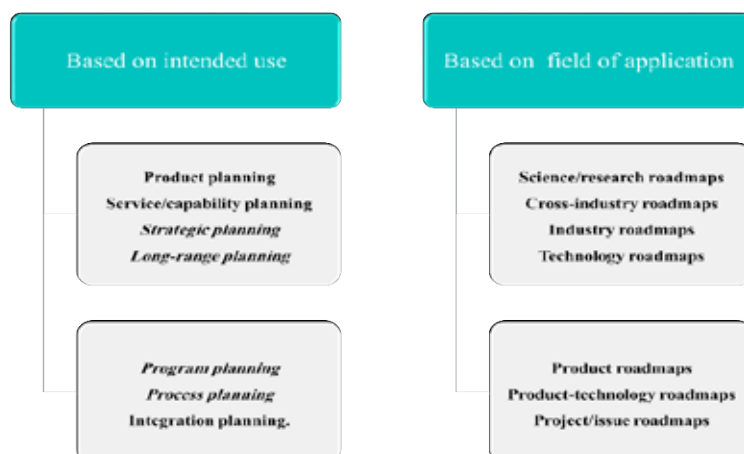 Based on intended use
Product planning
Service/capability planning
Strategic planning
Long-range planning
Program planning
Process planning
Integration planning.
Based on field of application
Science/research roadmaps
Cross-industry roadmaps
Industry roadmaps
Technology roadmaps
Product roadmaps
Product-technology roadmaps
Project/issue roadmaps